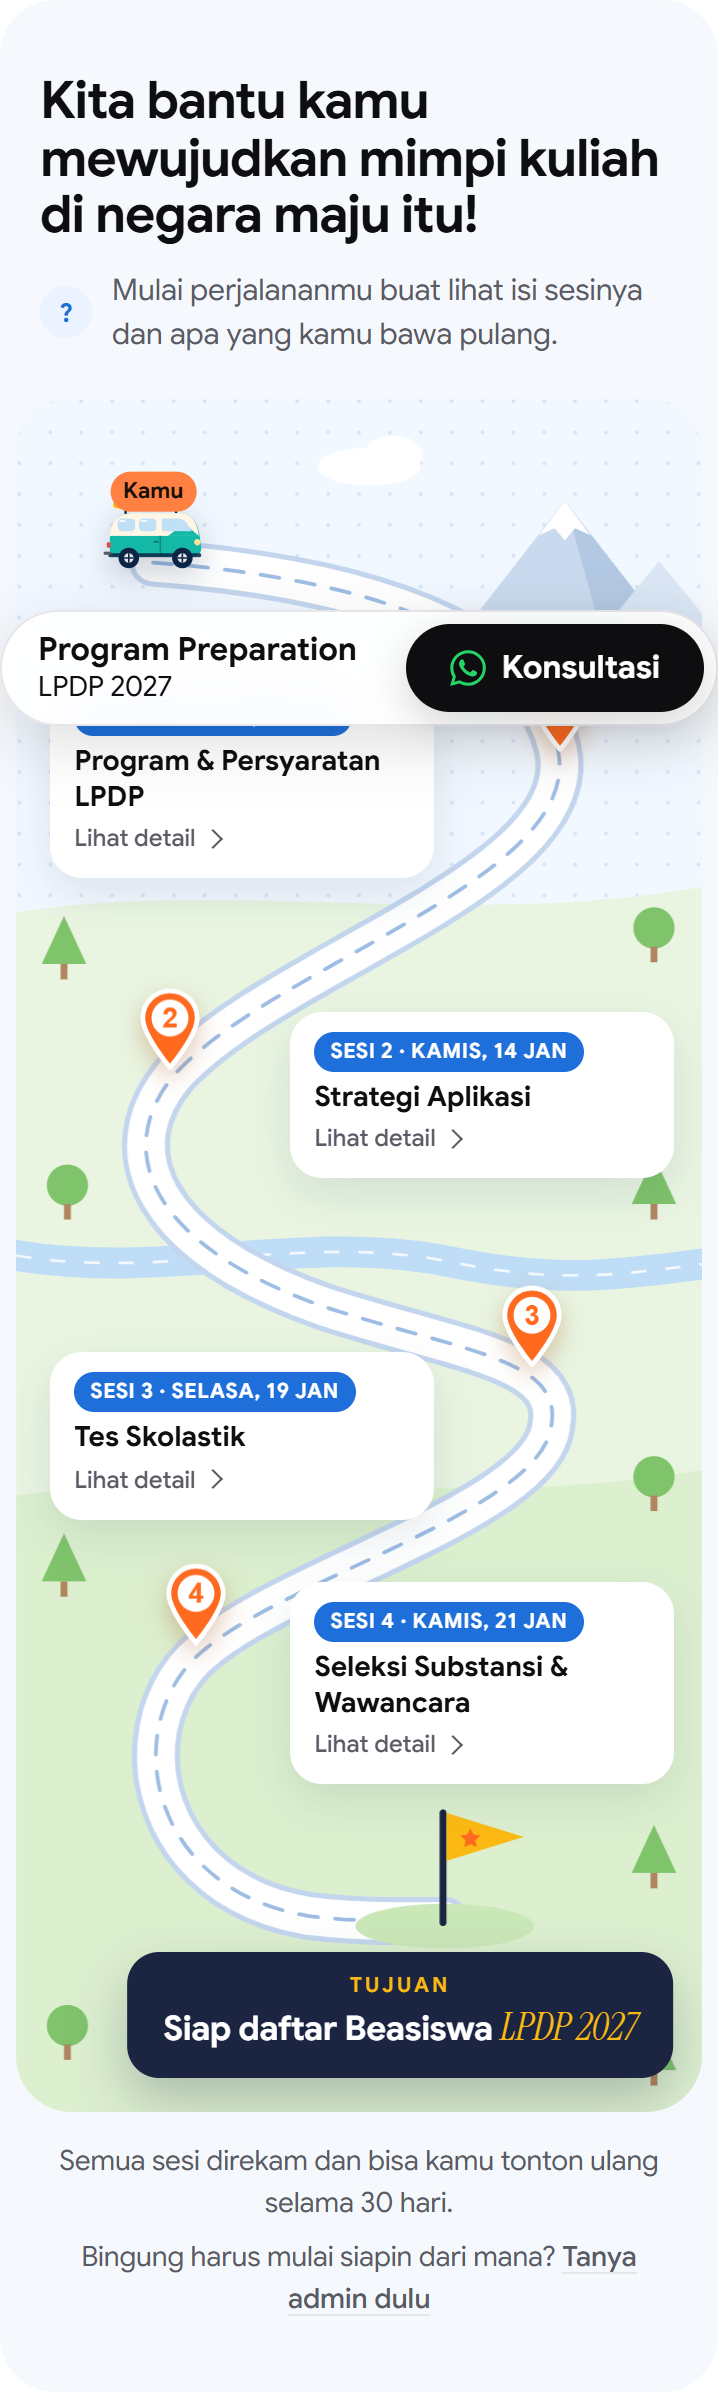 Kita bantu kamu
mewujudkan mimpi kuliah
di negara maju itu!
?
Mulai perjalananmu buat lihat isi sesinya
dan apa yang kamu bawa pulang.
Kamu
Program Preparation
LPDP 2027
Konsultasi
Program & Persyaratan
LPDP
Lihat detail
2
SESI 2 · KAMIS, 14 JAN
Strategi Aplikasi
Lihat detail
3
SESI 3 · SELASA, 19 JAN
Tes Skolastik
Lihat detail
4
SESI 4 · KAMIS, 21 JAN
Seleksi Substansi &
Wawancara
Lihat detail
TUJUAN
Siap daftar Beasiswa LPDP 2027
Semua sesi direkam dan bisa kamu tonton ulang
selama 30 hari.
Bingung harus mulai siapin dari mana? Tanya
admin dulu